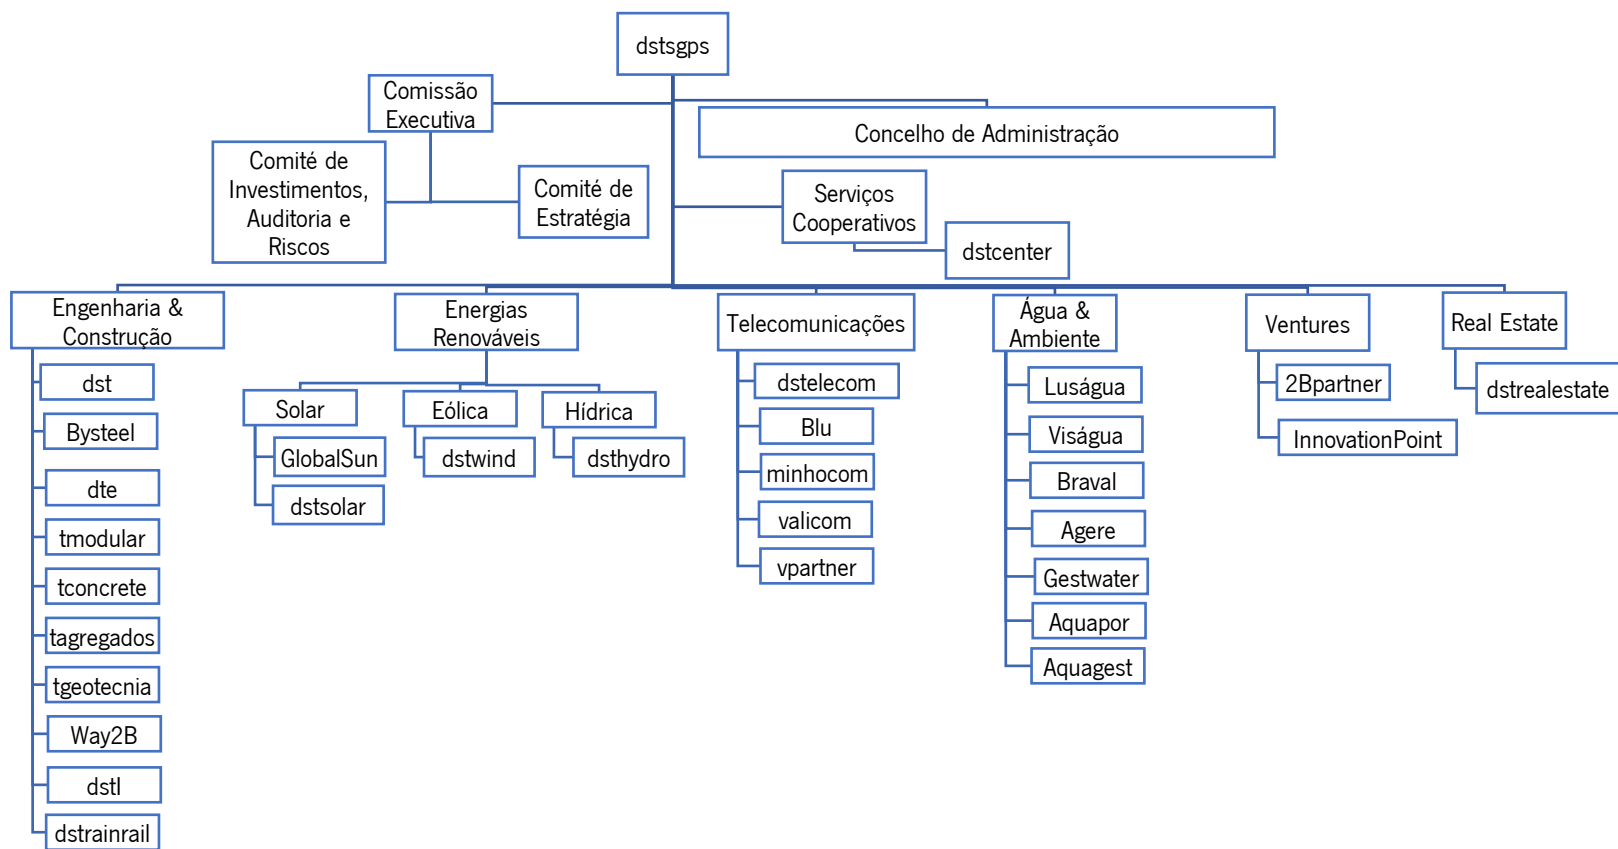 dstsgps
Comissão
Executiva
Concelho de Administração
Comité de
Investimentos,
Auditoria e
Riscos
Comité de
Estratégia
Serviços
Cooperativos
dstcenter
Engenharia &
Construção
dst
Bysteel
dte
tmodular
tconcrete
tagregados
tgeotecnia
Way2B
dstI
dstrainrail
Energias
Renováveis
Solar
GlobalSun
dstsolar
Eólica
dstwind
Hídrica
dsthydro
Telecomunicações
dstelecom
Blu
minhocom
valicom
vpartner
Água &
Ambiente
Luságua
Viságua
Braval
Agere
Gestwater
Aquapor
Aquagest
Ventures
2Bpartner
InnovationPoint
Real Estate
dstrealestate